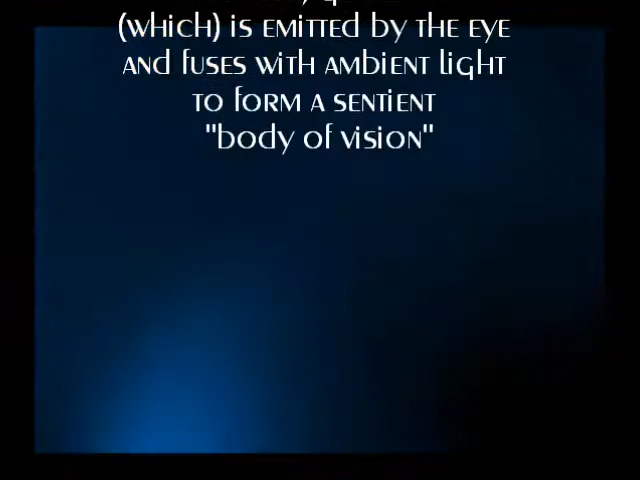 (which) is emitted by the eye
and fuses with ambient light
to form a sentient
"body of vision"